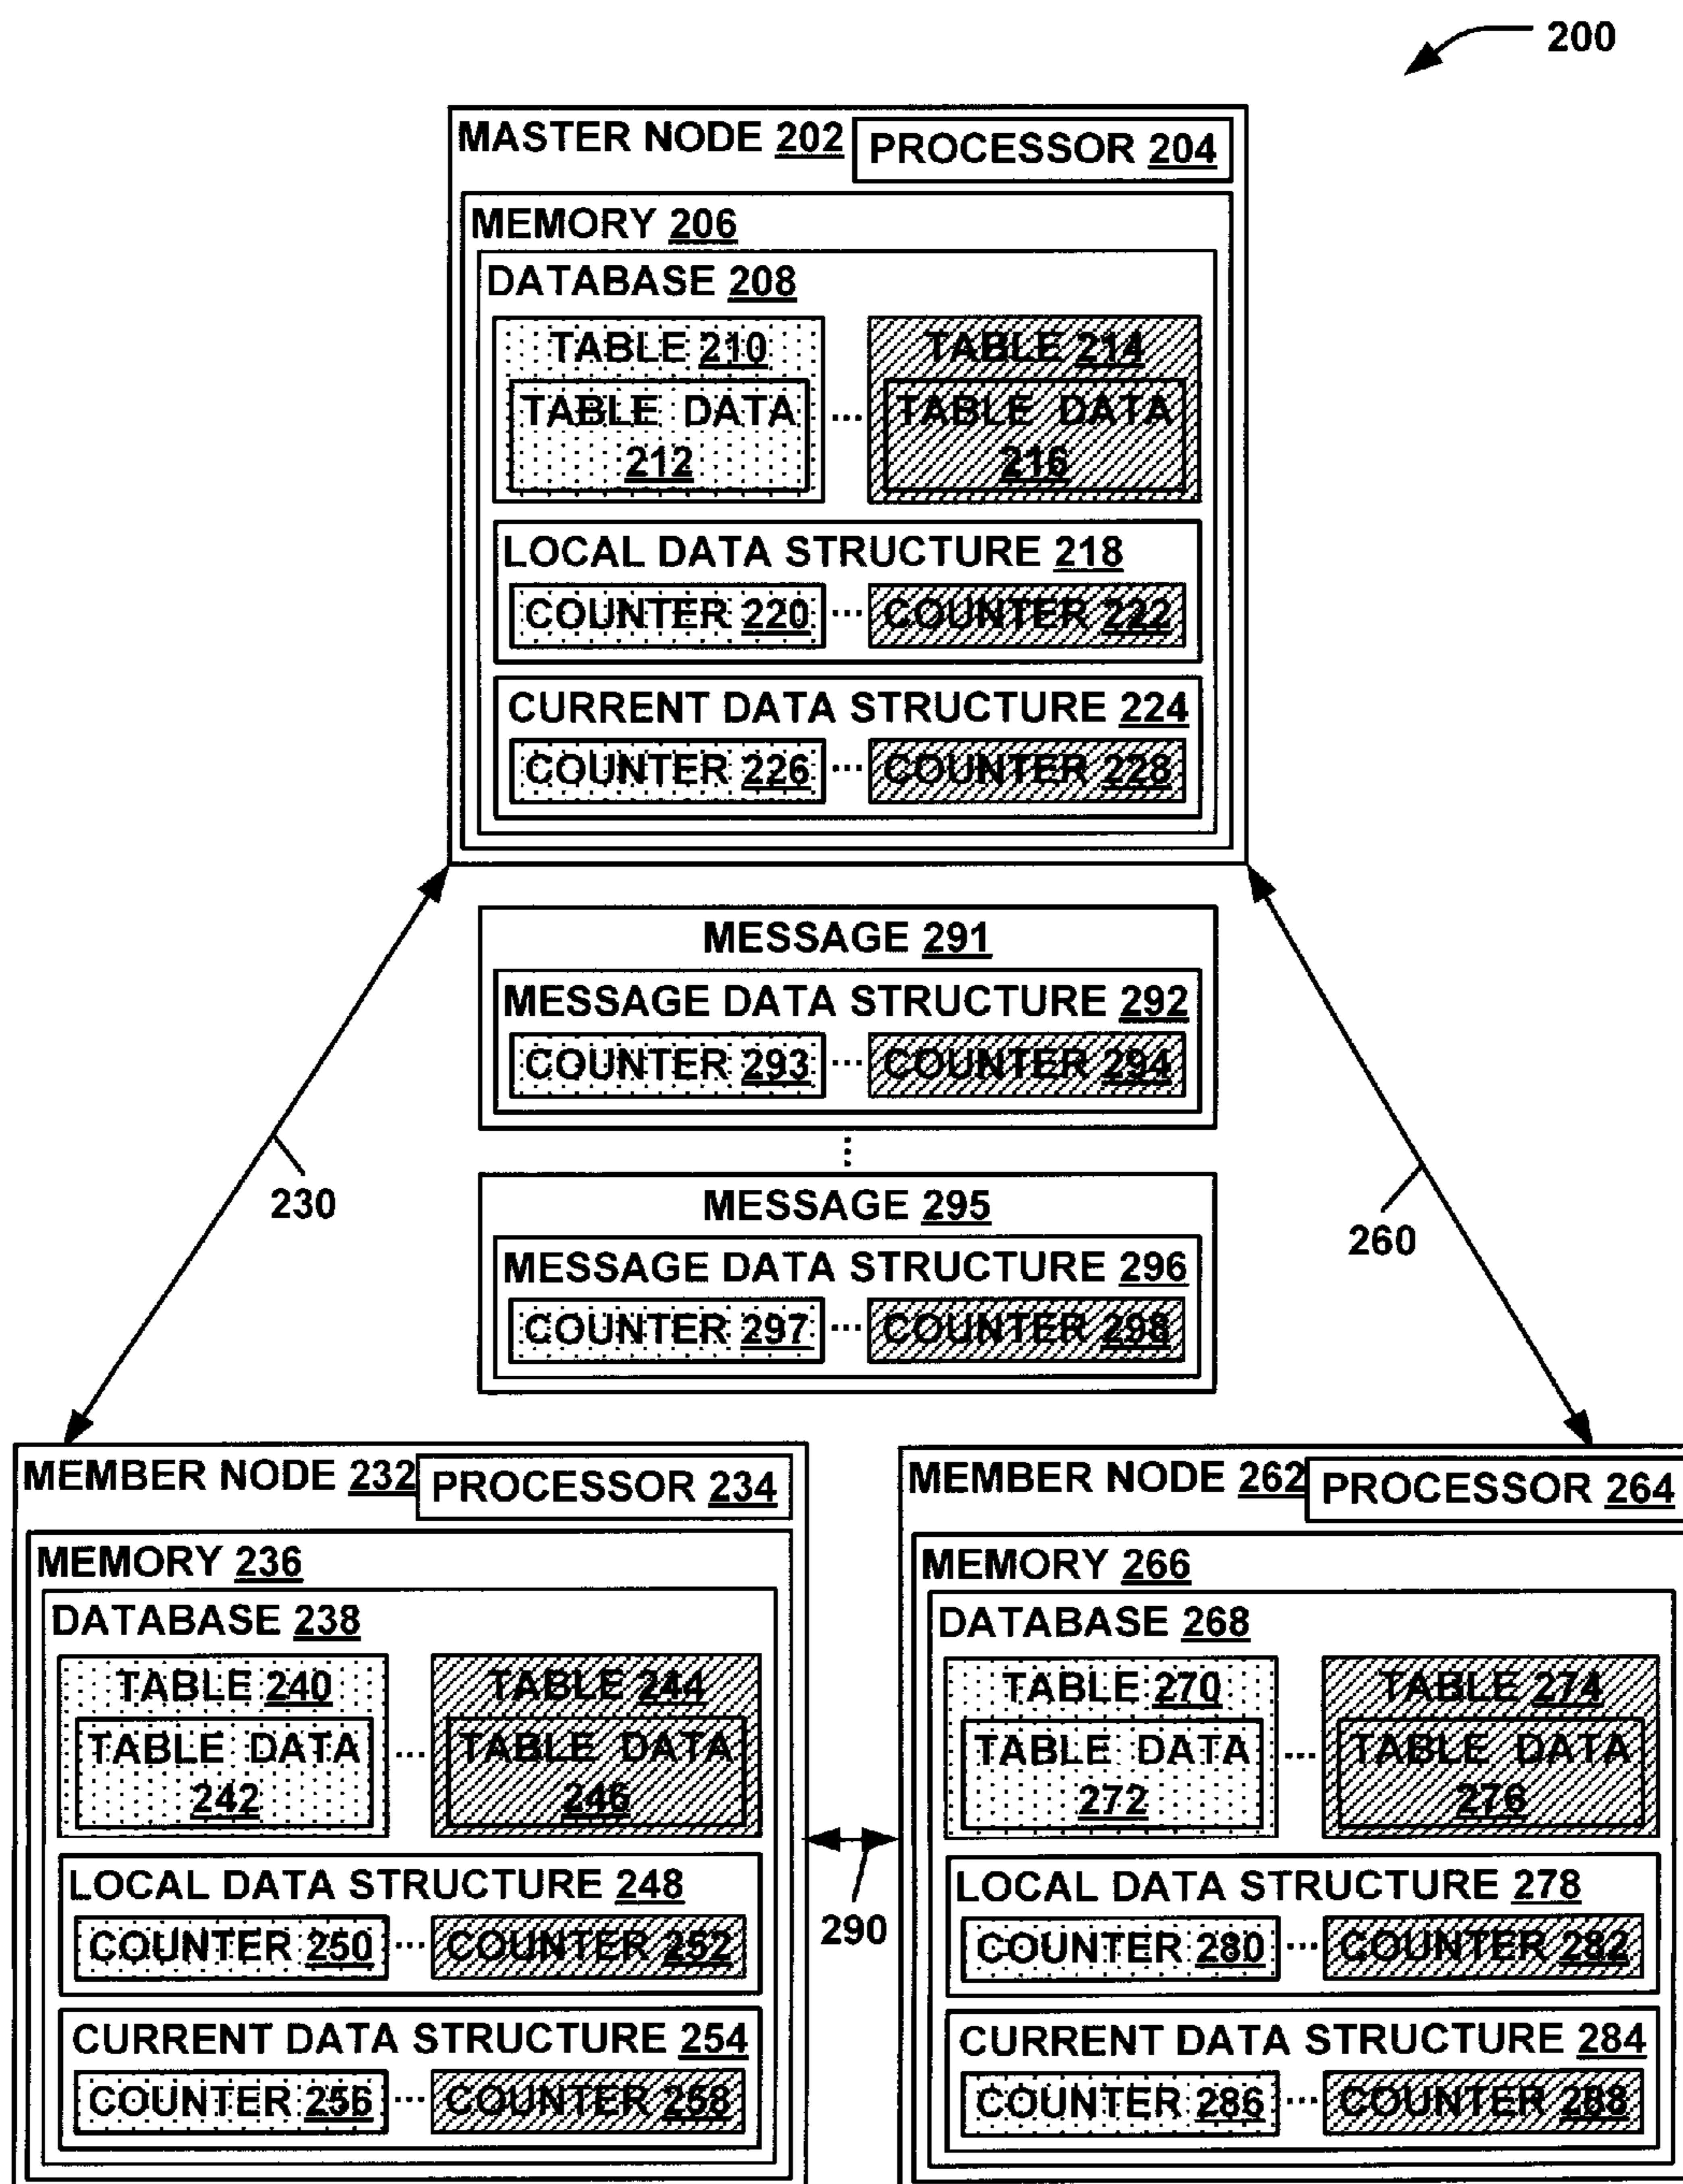 200
MASTER NODE 202
PROCESSOR 204
MEMORY 206
DATABASE 208
TABLE 210
TABLE DATA
212
...
TABLE 214
TABLE DATA
216
LOCAL DATA STRUCTURE 218
COUNTER 220 ... COUNTER 222
CURRENT DATA STRUCTURE 224
COUNTER 226 ... COUNTER 228
MESSAGE 291
MESSAGE DATA STRUCTURE 292
COUNTER 293 ... COUNTER 294
...
230
MESSAGE 295
260
MESSAGE DATA STRUCTURE 296
COUNTER 297 ... COUNTER 298
MEMBER NODE 232
PROCESSOR 234
MEMORY 236
DATABASE 238
TABLE 240
TABLE DATA
242
...
TABLE 244
TABLE DATA
246
LOCAL DATA STRUCTURE 248
COUNTER 250 ... COUNTER 252
CURRENT DATA STRUCTURE 254
COUNTER 256 ... COUNTER 258
290
MEMBER NODE 262
PROCESSOR 264
MEMORY 266
DATABASE 268
TABLE 270
TABLE DATA
272
...
TABLE 274
TABLE DATA
276
LOCAL DATA STRUCTURE 278
COUNTER 280 ... COUNTER 282
CURRENT DATA STRUCTURE 284
COUNTER 286 ... COUNTER 288